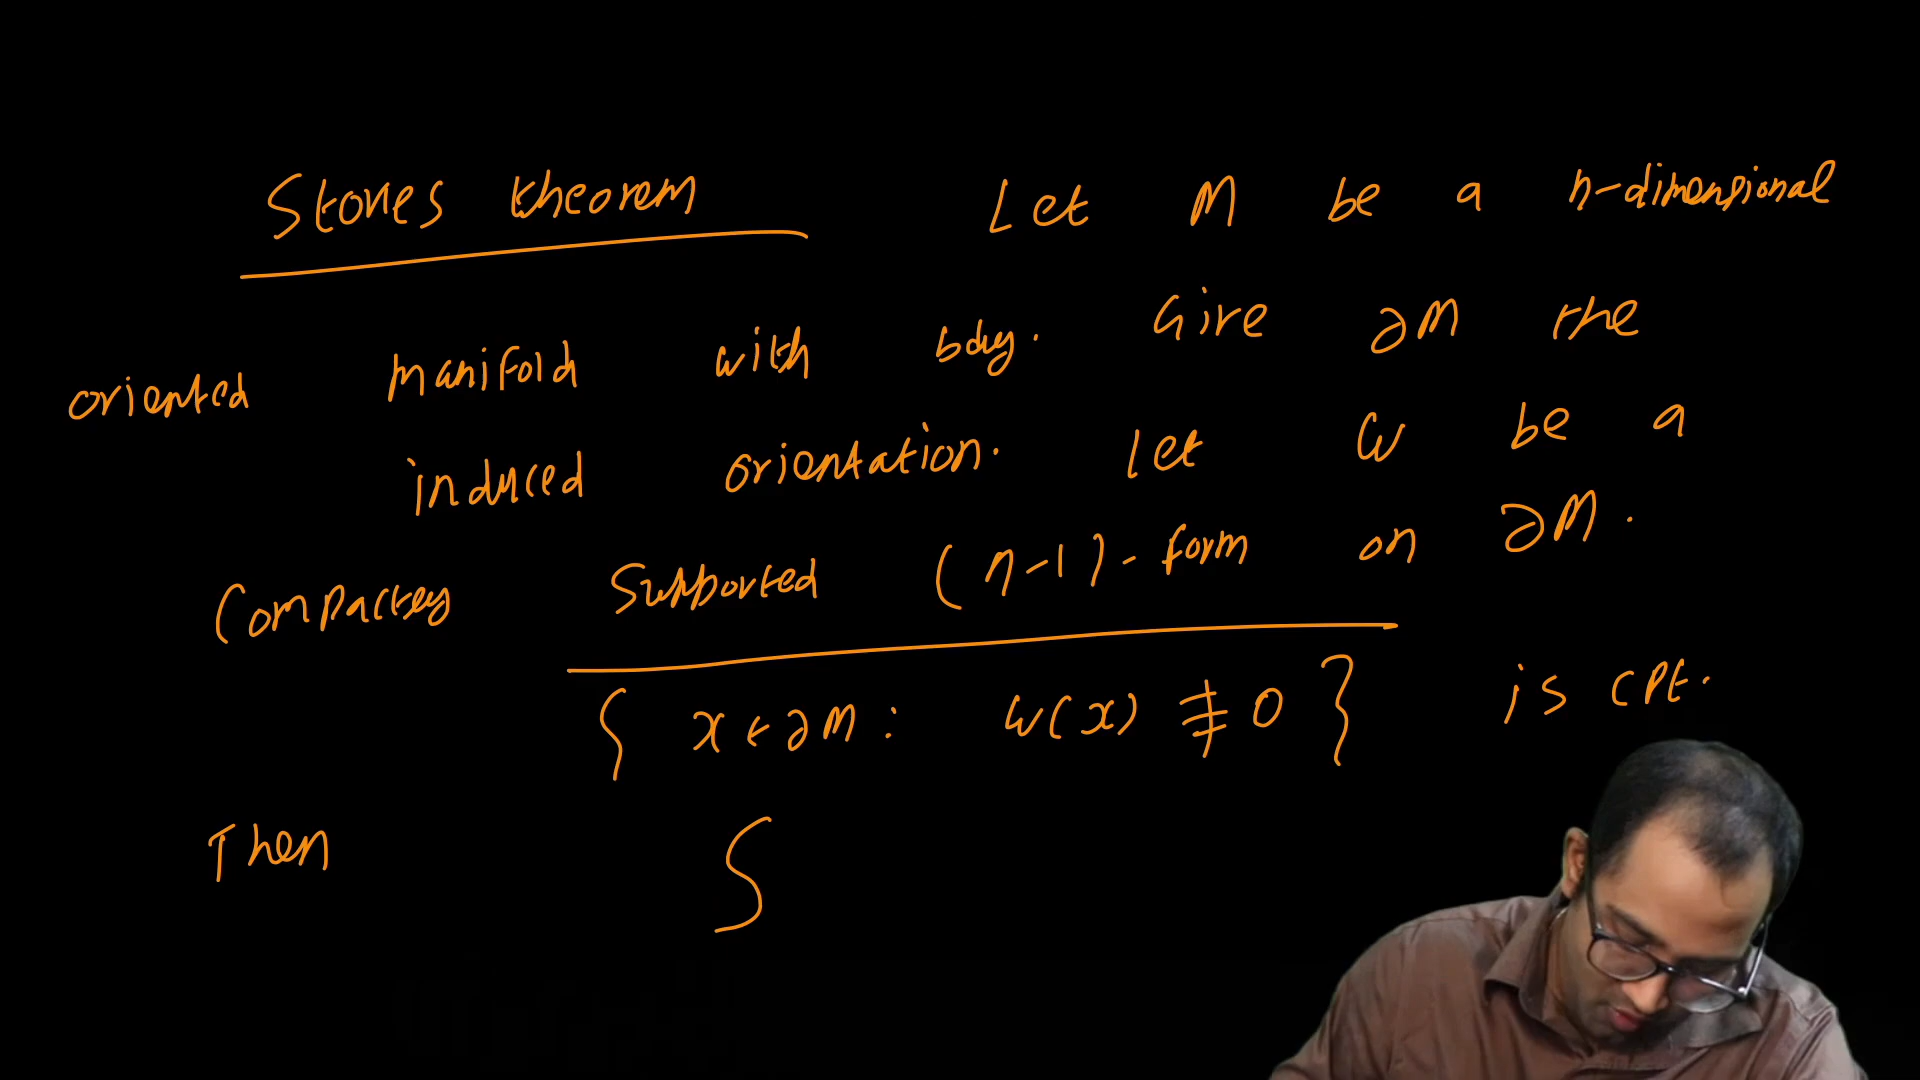 Stokes theorem Let M be a n-dimensional
oriented manifold with bdry. Give ∂M the
induced orientation. Let ω be a
compactly supported (n-1)-form on ∂M.
{ x ∈ ∂M : ω(x) ≠ 0 } is cpt.
Then ∫